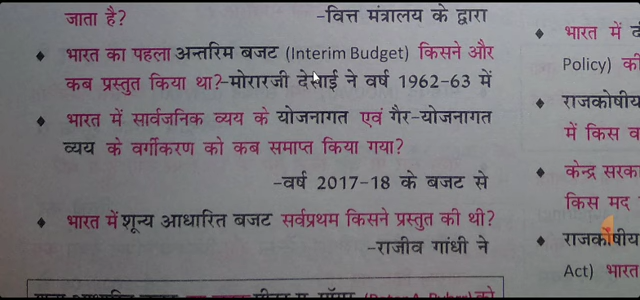 जाता है?
-वित्त मंत्रालय के द्वारा
♦ भारत का पहला अन्तरिम बजट (Interim Budget) किसने और
कब प्रस्तुत किया था?-मोरारजी देसाई ने वर्ष 1962-63 में
♦ भारत में सार्वजनिक व्यय के योजनागत एवं गैर-योजनागत
व्यय के वर्गीकरण को कब समाप्त किया गया?
-वर्ष 2017-18 के बजट से
♦ भारत में शून्य आधारित बजट सर्वप्रथम किसने प्रस्तुत की थी?
-राजीव गांधी ने
♦ भारत में
Policy) की
♦ राजकोषीय
में किस
♦ केन्द्र
किस मद
♦ राजकोषीय
Act) भारत